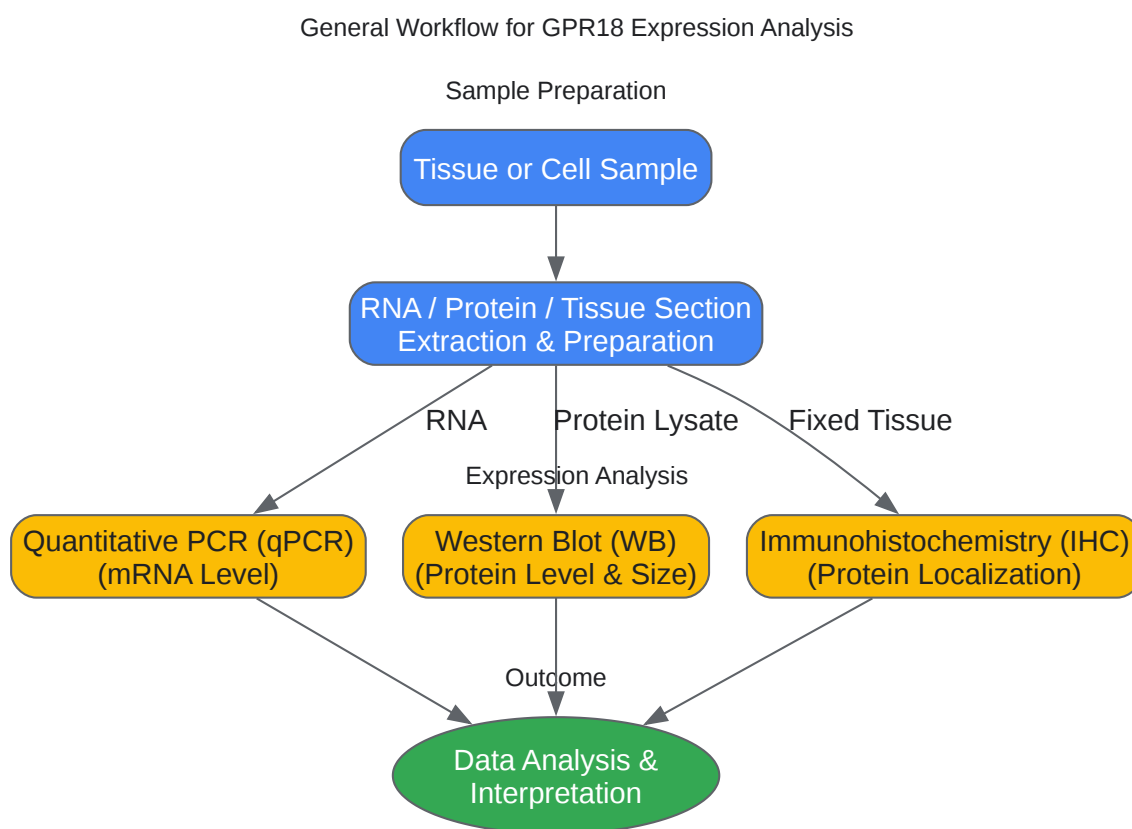 General Workflow for GPR18 Expression Analysis
Sample Preparation
Tissue or Cell Sample
RNA / Protein / Tissue Section
Extraction & Preparation
RNA
Protein Lysate
Fixed Tissue
Expression Analysis
Quantitative PCR (qPCR)
(mRNA Level)
Western Blot (WB)
(Protein Level & Size)
Immunohistochemistry (IHC)
(Protein Localization)
Outcome
Data Analysis &
Interpretation